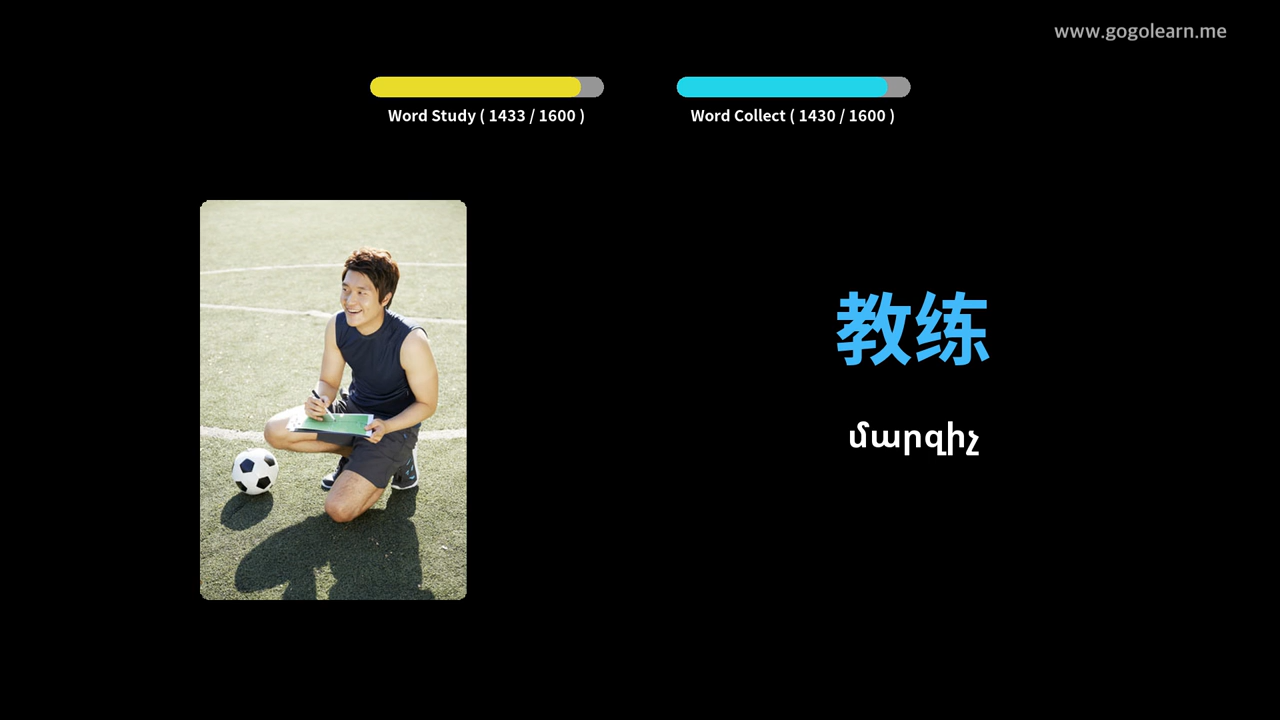 www.gogolearn.me
Word Study ( 1433 / 1600 )
Word Collect ( 1430 / 1600 )
教练
մարզիչ